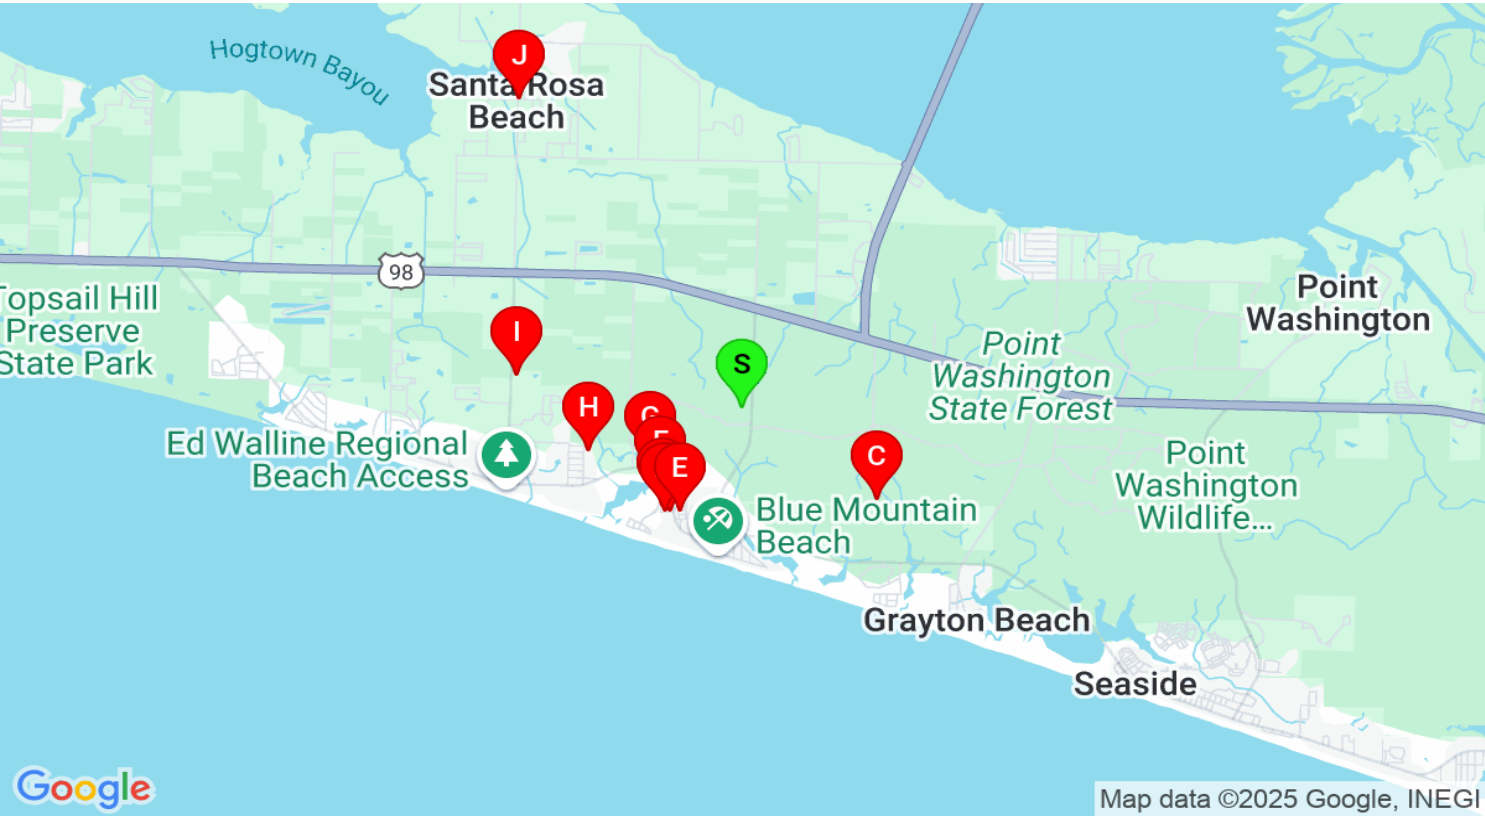 Hogtown Bayou
J
Santa Rosa
Beach
98
Topsail Hill
Preserve
State Park
I
S
Point
Washington
Point
Washington
State Forest
H
G
F
E
C
Ed Walline Regional
Beach Access
Point
Washington
Wildlife...
Blue Mountain
Beach
Grayton Beach
Seaside
Google
Map data ©2025 Google, INEGI